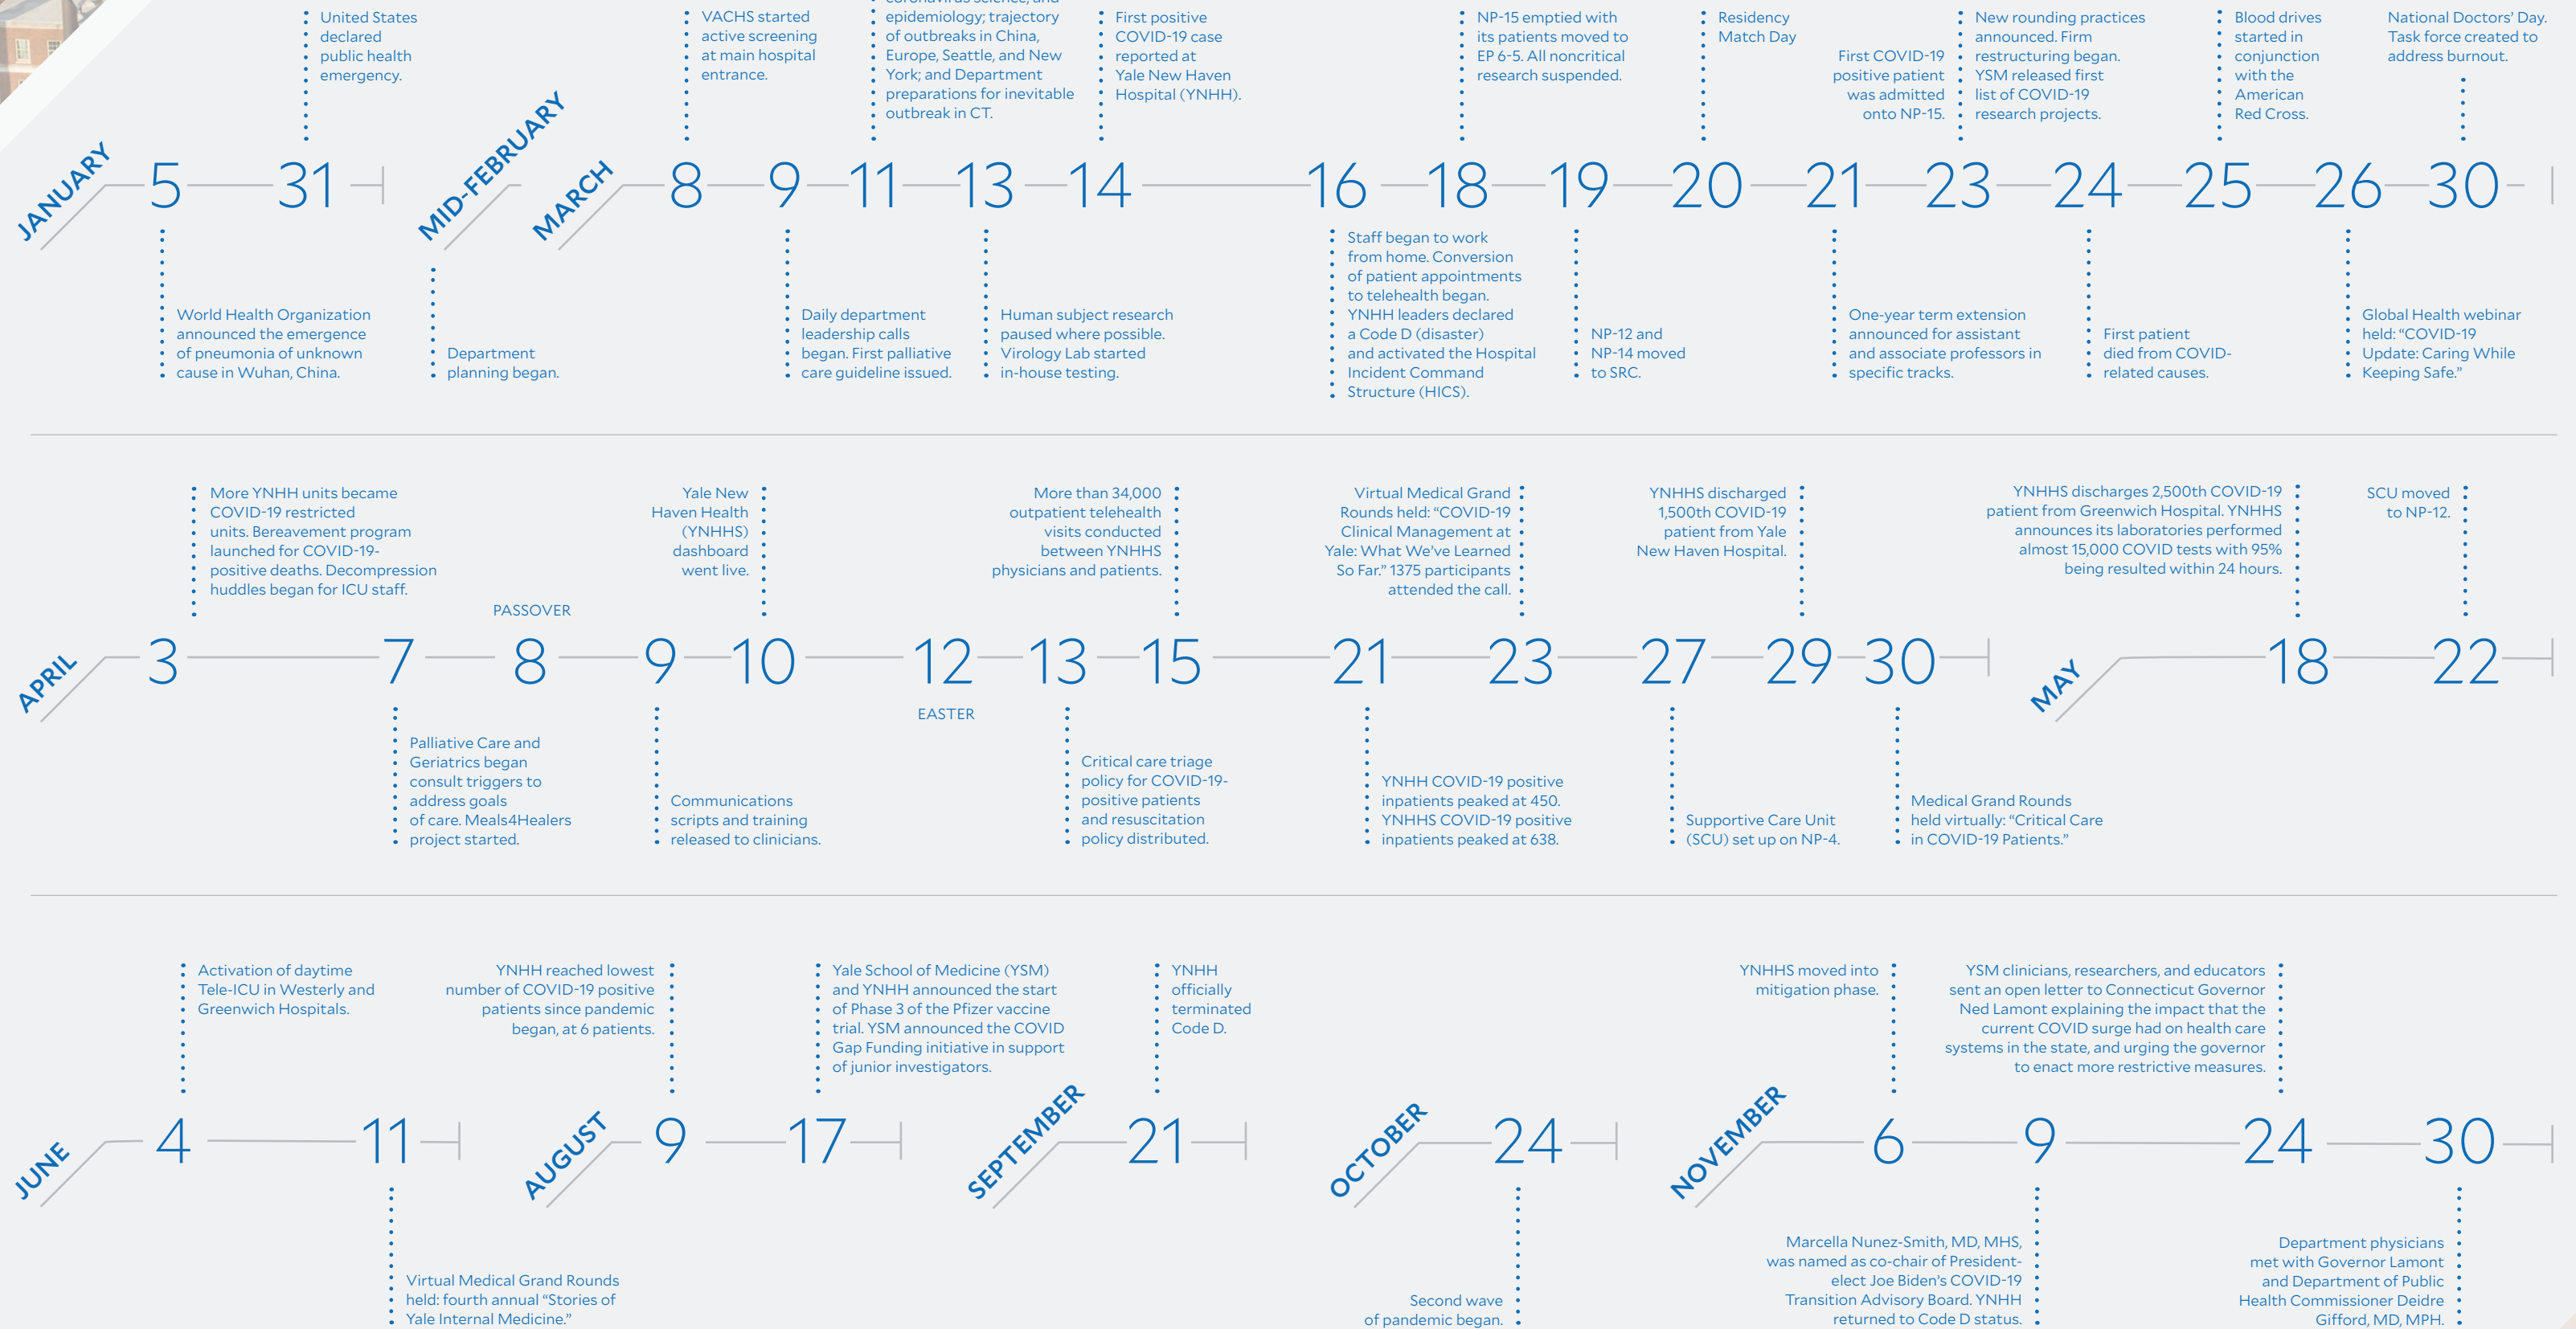 United States
declared
public health
emergency.
VACHS started
active screening
at main hospital
entrance.
coronavirus science, and
epidemiology; trajectory
of outbreaks in China,
Europe, Seattle, and New
York; and Department
preparations for inevitable
outbreak in CT.
First positive
COVID-19 case
reported at
Yale New Haven
Hospital (YNHH).
NP-15 emptied with
its patients moved to
EP 6-5. All noncritical
research suspended.
Residency
Match Day
First COVID-19
positive patient
was admitted
onto NP-15.
New rounding practices
announced. Firm
restructuring began.
YSM released first
list of COVID-19
research projects.
Blood drives
started in
conjunction
with the
American
Red Cross.
National Doctors’ Day.
Task force created to
address burnout.
JANUARY 5 31 MID-FEBRUARY MARCH 8 9 11 13 14 16 18 19 20 21 23 24 25 26 30
World Health Organization
announced the emergence
of pneumonia of unknown
cause in Wuhan, China.
Department
planning began.
Daily department
leadership calls
began. First palliative
care guideline issued.
Human subject research
paused where possible.
Virology Lab started
in-house testing.
Staff began to work
from home. Conversion
of patient appointments
to telehealth began.
YNHH leaders declared
a Code D (disaster)
and activated the Hospital
Incident Command
Structure (HICS).
NP-12 and
NP-14 moved
to SRC.
One-year term extension
announced for assistant
and associate professors in
specific tracks.
First patient
died from COVID-
related causes.
Global Health webinar
held: “COVID-19
Update: Caring While
Keeping Safe.”
More YNHH units became
COVID-19 restricted
units. Bereavement program
launched for COVID-19-
positive deaths. Decompression
huddles began for ICU staff.
PASSOVER
Yale New
Haven Health
(YNHHS)
dashboard
went live.
More than 34,000
outpatient telehealth
visits conducted
between YNHHS
physicians and patients.
Virtual Medical Grand
Rounds held: “COVID-19
Clinical Management at
Yale: What We’ve Learned
So Far.” 1375 participants
attended the call.
YNHHS discharged
1,500th COVID-19
patient from Yale
New Haven Hospital.
YNHHS discharges 2,500th COVID-19
patient from Greenwich Hospital. YNHHS
announces its laboratories performed
almost 15,000 COVID tests with 95%
being resulted within 24 hours.
SCU moved
to NP-12.
APRIL 3 7 8 9 10 12 13 15 21 23 27 29 30 MAY 18 22
EASTER
Palliative Care and
Geriatrics began
consult triggers to
address goals
of care. Meals4Healers
project started.
Communications
scripts and training
released to clinicians.
Critical care triage
policy for COVID-19-
positive patients
and resuscitation
policy distributed.
YNHH COVID-19 positive
inpatients peaked at 450.
YNHHS COVID-19 positive
inpatients peaked at 638.
Supportive Care Unit
(SCU) set up on NP-4.
Medical Grand Rounds
held virtually: “Critical Care
in COVID-19 Patients.”
Activation of daytime
Tele-ICU in Westerly and
Greenwich Hospitals.
YNHH reached lowest
number of COVID-19 positive
patients since pandemic
began, at 6 patients.
Yale School of Medicine (YSM)
and YNHH announced the start
of Phase 3 of the Pfizer vaccine
trial. YSM announced the COVID
Gap Funding initiative in support
of junior investigators.
YNHH
officially
terminated
Code D.
YNHHS moved into
mitigation phase.
YSM clinicians, researchers, and educators
sent an open letter to Connecticut Governor
Ned Lamont explaining the impact that the
current COVID surge had on health care
systems in the state, and urging the governor
to enact more restrictive measures.
JUNE 4 11 AUGUST 9 17 SEPTEMBER 21 OCTOBER 24 NOVEMBER 6 9 24 30
Virtual Medical Grand Rounds
held: fourth annual “Stories of
Yale Internal Medicine.”
Second wave
of pandemic began.
Marcella Nunez-Smith, MD, MHS,
was named as co-chair of President-
elect Joe Biden’s COVID-19
Transition Advisory Board. YNHH
returned to Code D status.
Department physicians
met with Governor Lamont
and Department of Public
Health Commissioner Deidre
Gifford, MD, MPH.